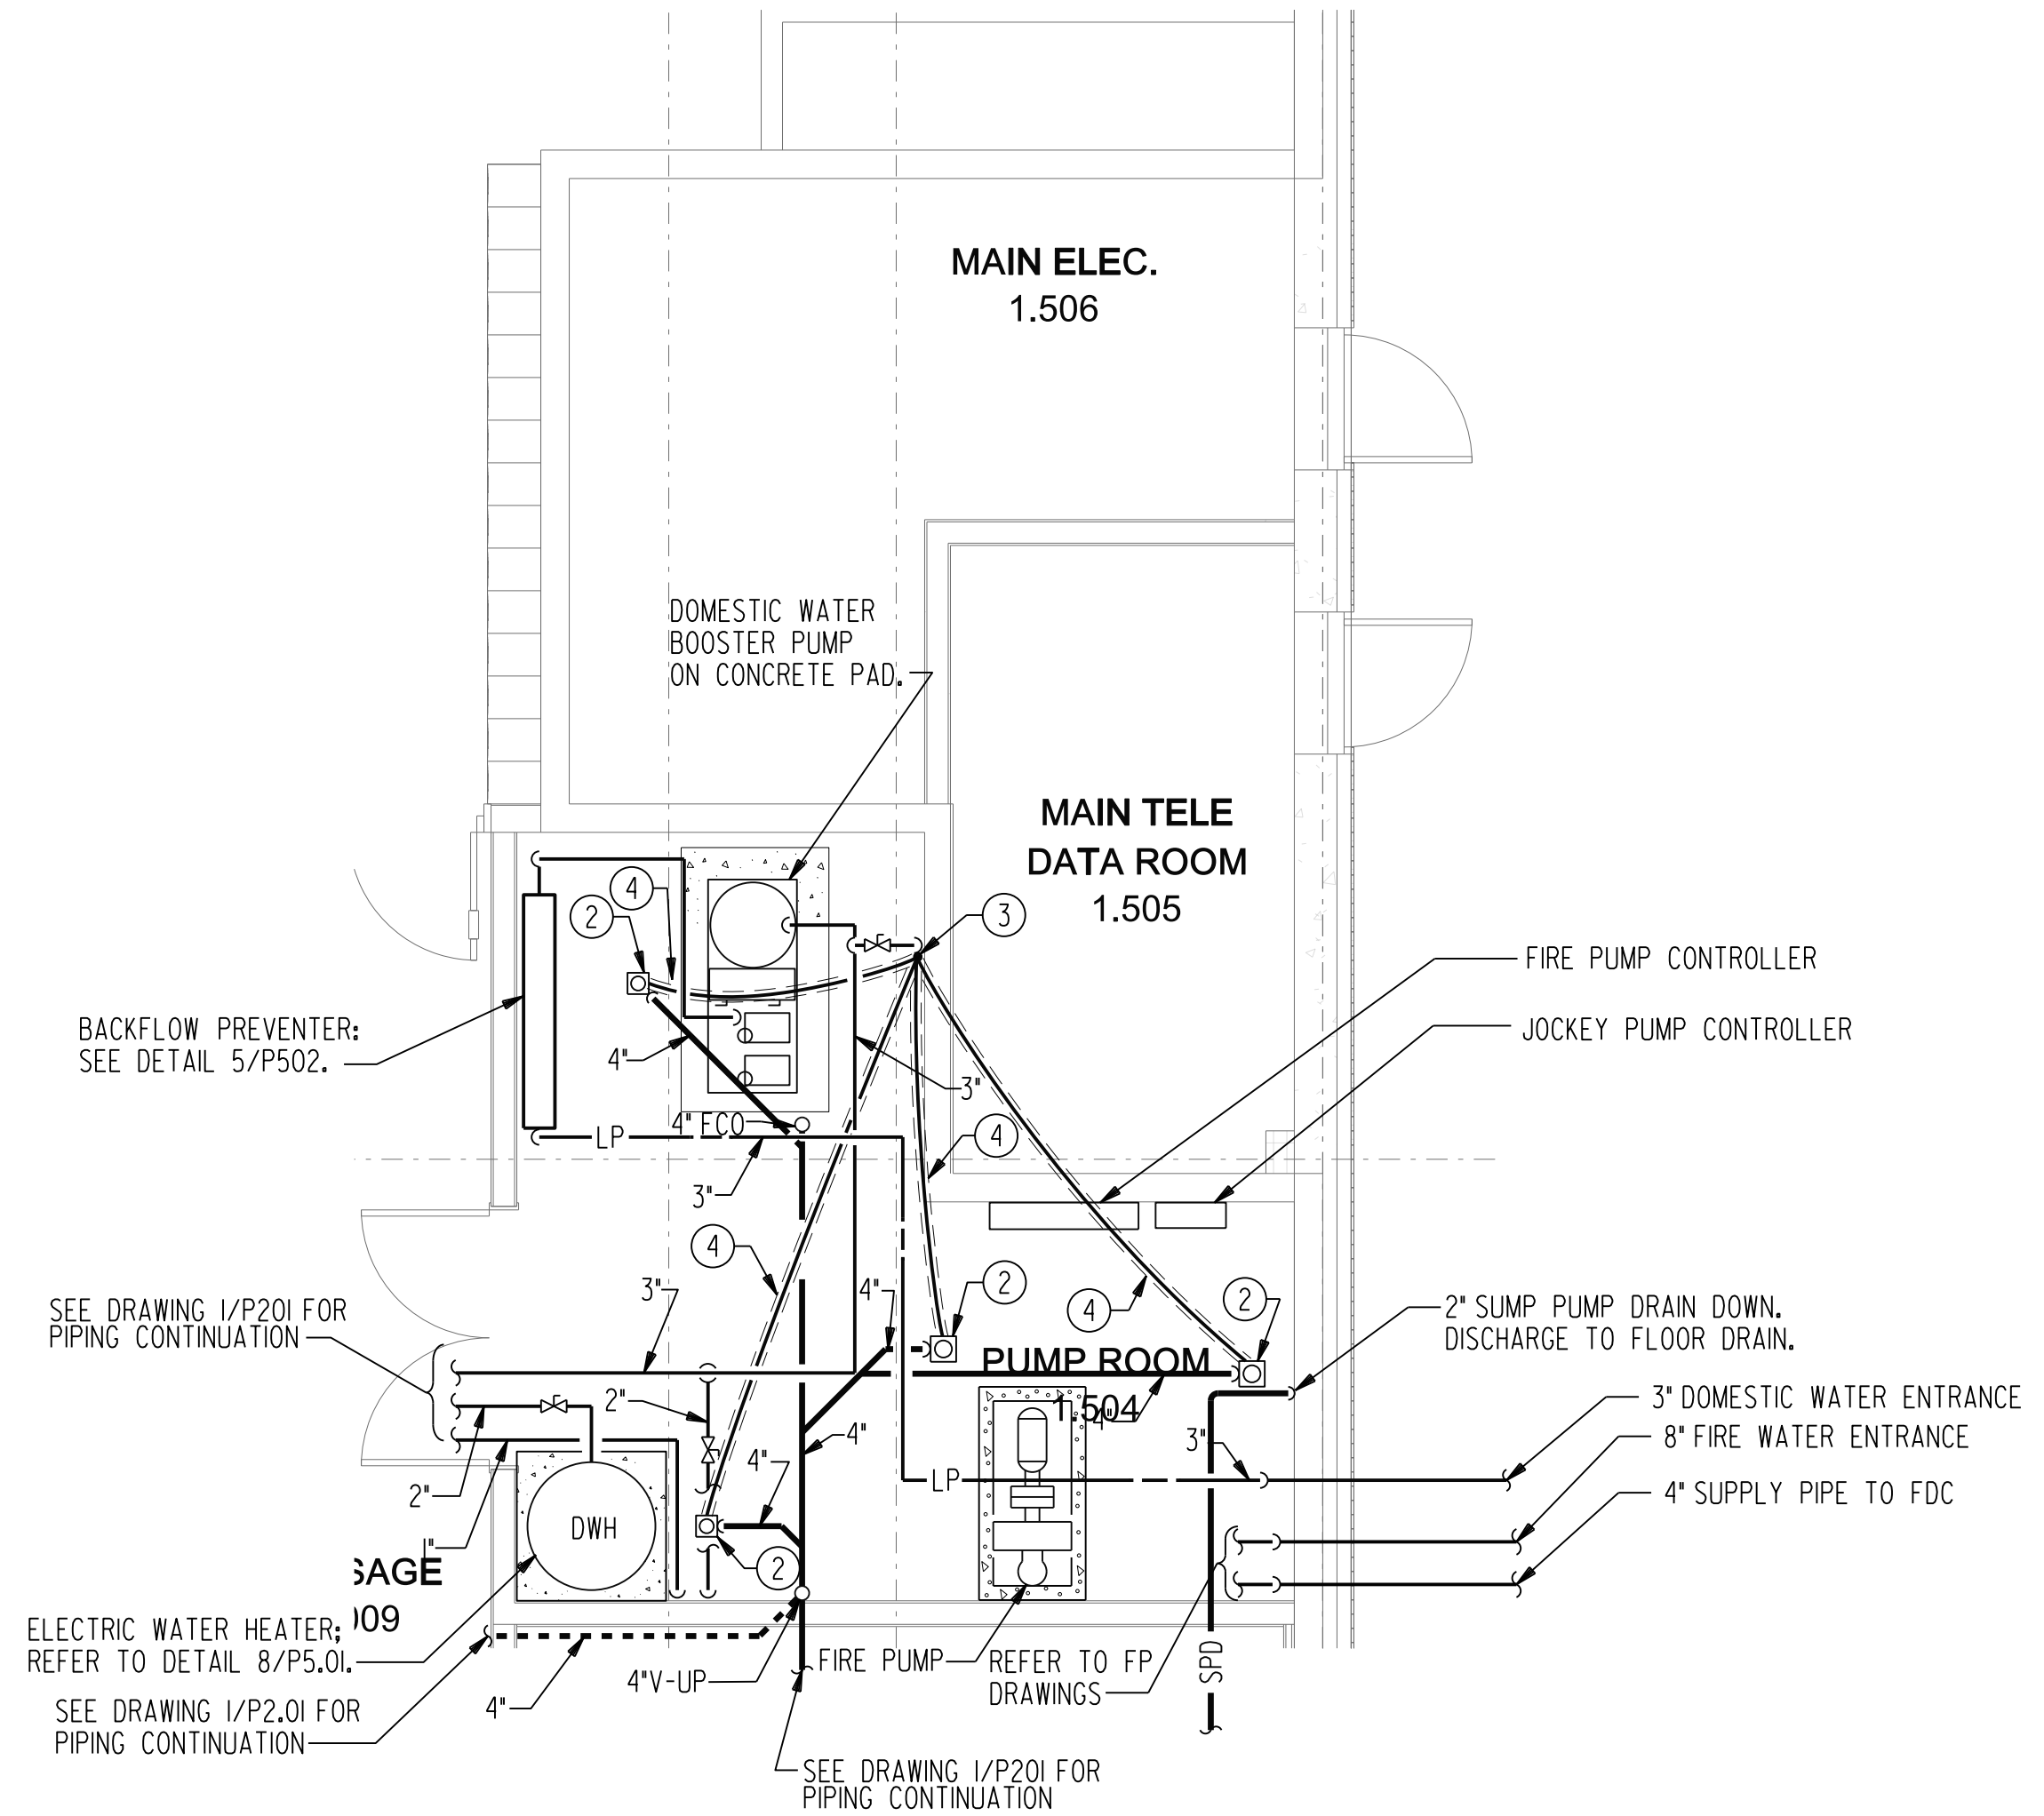 MAIN ELEC.
1.506
DOMESTIC WATER
BOOSTER PUMP
ON CONCRETE PAD.
MAIN TELE
DATA ROOM
1.505
4
2
3
FIRE PUMP CONTROLLER
JOCKEY PUMP CONTROLLER
BACKFLOW PREVENTER:
SEE DETAIL 5/P502.
4"
3"
4" FCO
LP
4
3"
4
4"
2
4
2
3"
SEE DRAWING 1/P201 FOR
PIPING CONTINUATION
2" SUMP PUMP DRAIN DOWN.
DISCHARGE TO FLOOR DRAIN.
PUMP ROOM
1.504
2"
4"
4"
3"
3" DOMESTIC WATER ENTRANCE
8" FIRE WATER ENTRANCE
4" SUPPLY PIPE TO FDC
4"
LP
2"
DWH
1"
2
SAGE
009
ELECTRIC WATER HEATER;
REFER TO DETAIL 8/P5.01.
4"V-UP
FIRE PUMP
REFER TO FP
DRAWINGS
SPD
4"
SEE DRAWING 1/P2.01 FOR
PIPING CONTINUATION
SEE DRAWING 1/P201 FOR
PIPING CONTINUATION